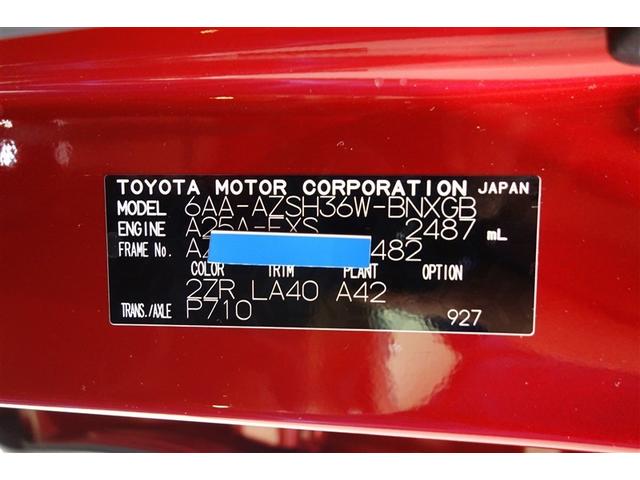 TOYOTA MOTOR CORPORATION JAPAN
MODEL 6AA-AZSH36W-BNXGB
ENGINE A25A-FXS 2487 mL
FRAME No. AZ 482
COLOR TRIM PLANT OPTION
2ZR LA40 A42
TRANS./AXLE P710 927